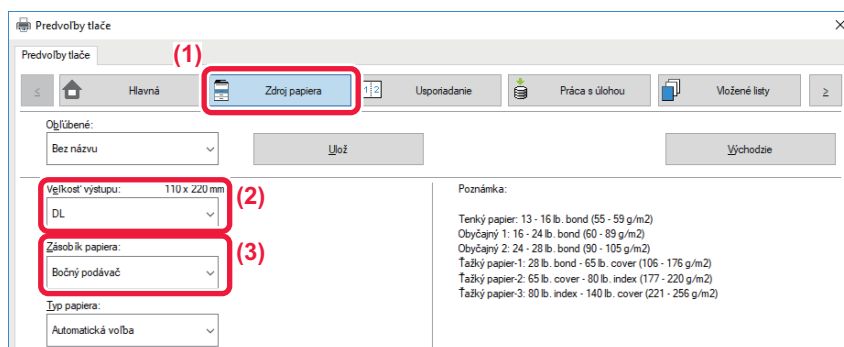 Predvoľby tlače
Predvoľby tlače
(1)
≤ Hlavná Zdroj papiera 1 2 Usporiadanie Práca s úlohou Vložené listy ≥
Obľúbené:
Bez názvu
Ulož
Východzie
Veľkosť výstupu: 110 x 220 mm
(2)
DL
Zásobík papiera:
(3)
Bočný podávač
Typ papiera:
Automatická voľba
Poznámka:
Tenký papier: 13 - 16 lb. bond (55 - 59 g/m2)
Obyčajný 1: 16 - 24 lb. bond (60 - 89 g/m2)
Obyčajný 2: 24 - 28 lb. bond (90 - 105 g/m2)
Ťažký papier-1: 28 lb. bond - 65 lb. cover (106 - 176 g/m2)
Ťažký papier-2: 65 lb. cover - 80 lb. index (177 - 220 g/m2)
Ťažký papier-3: 80 lb. index - 140 lb. cover (221 - 256 g/m2)